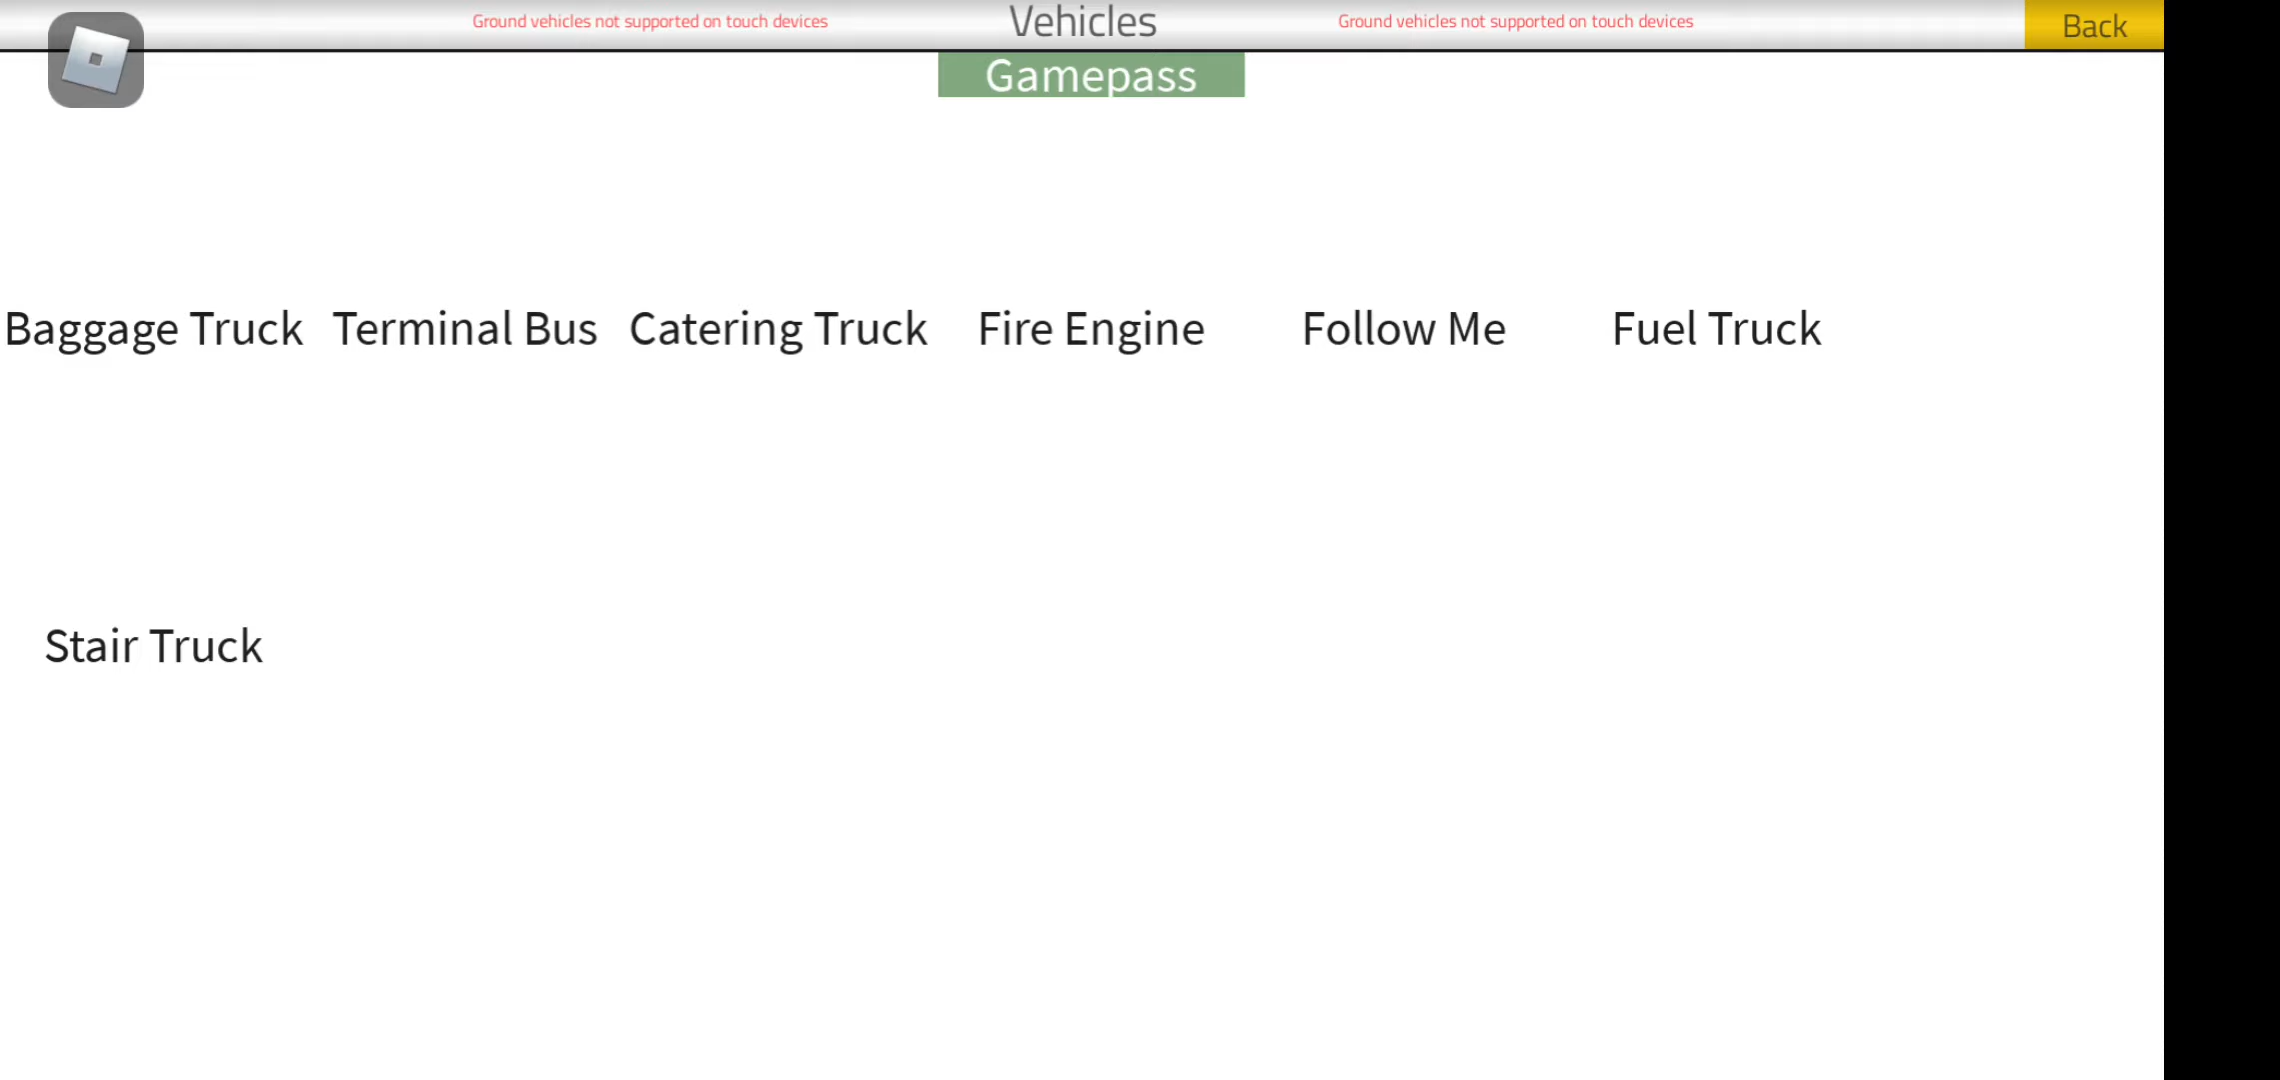 Ground vehicles not supported on touch devices Vehicles Ground vehicles not supported on touch devices Back
Gamepass
Baggage Truck Terminal Bus Catering Truck Fire Engine Follow Me Fuel Truck
Stair Truck